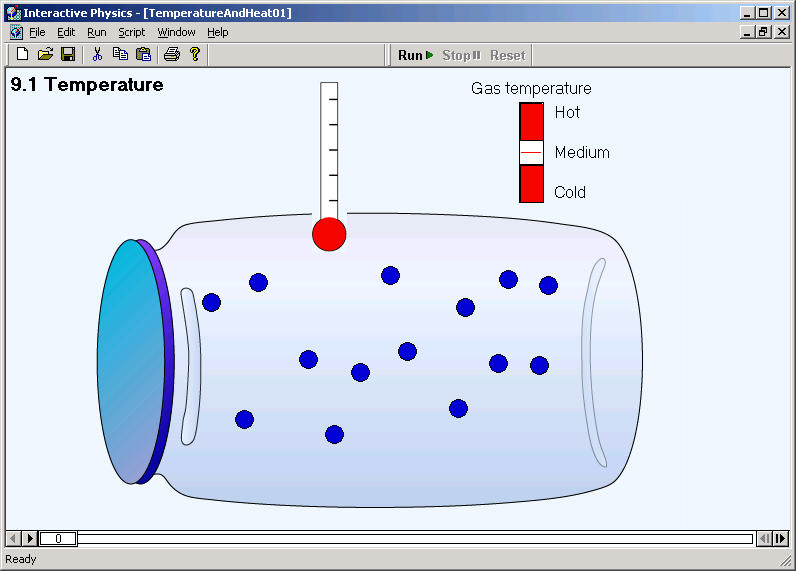 Interactive Physics - [TemperatureAndHeat01]
File Edit Run Script Window Help
Run Stop Reset
9.1 Temperature
Gas temperature
Hot
Medium
Cold
0
Ready